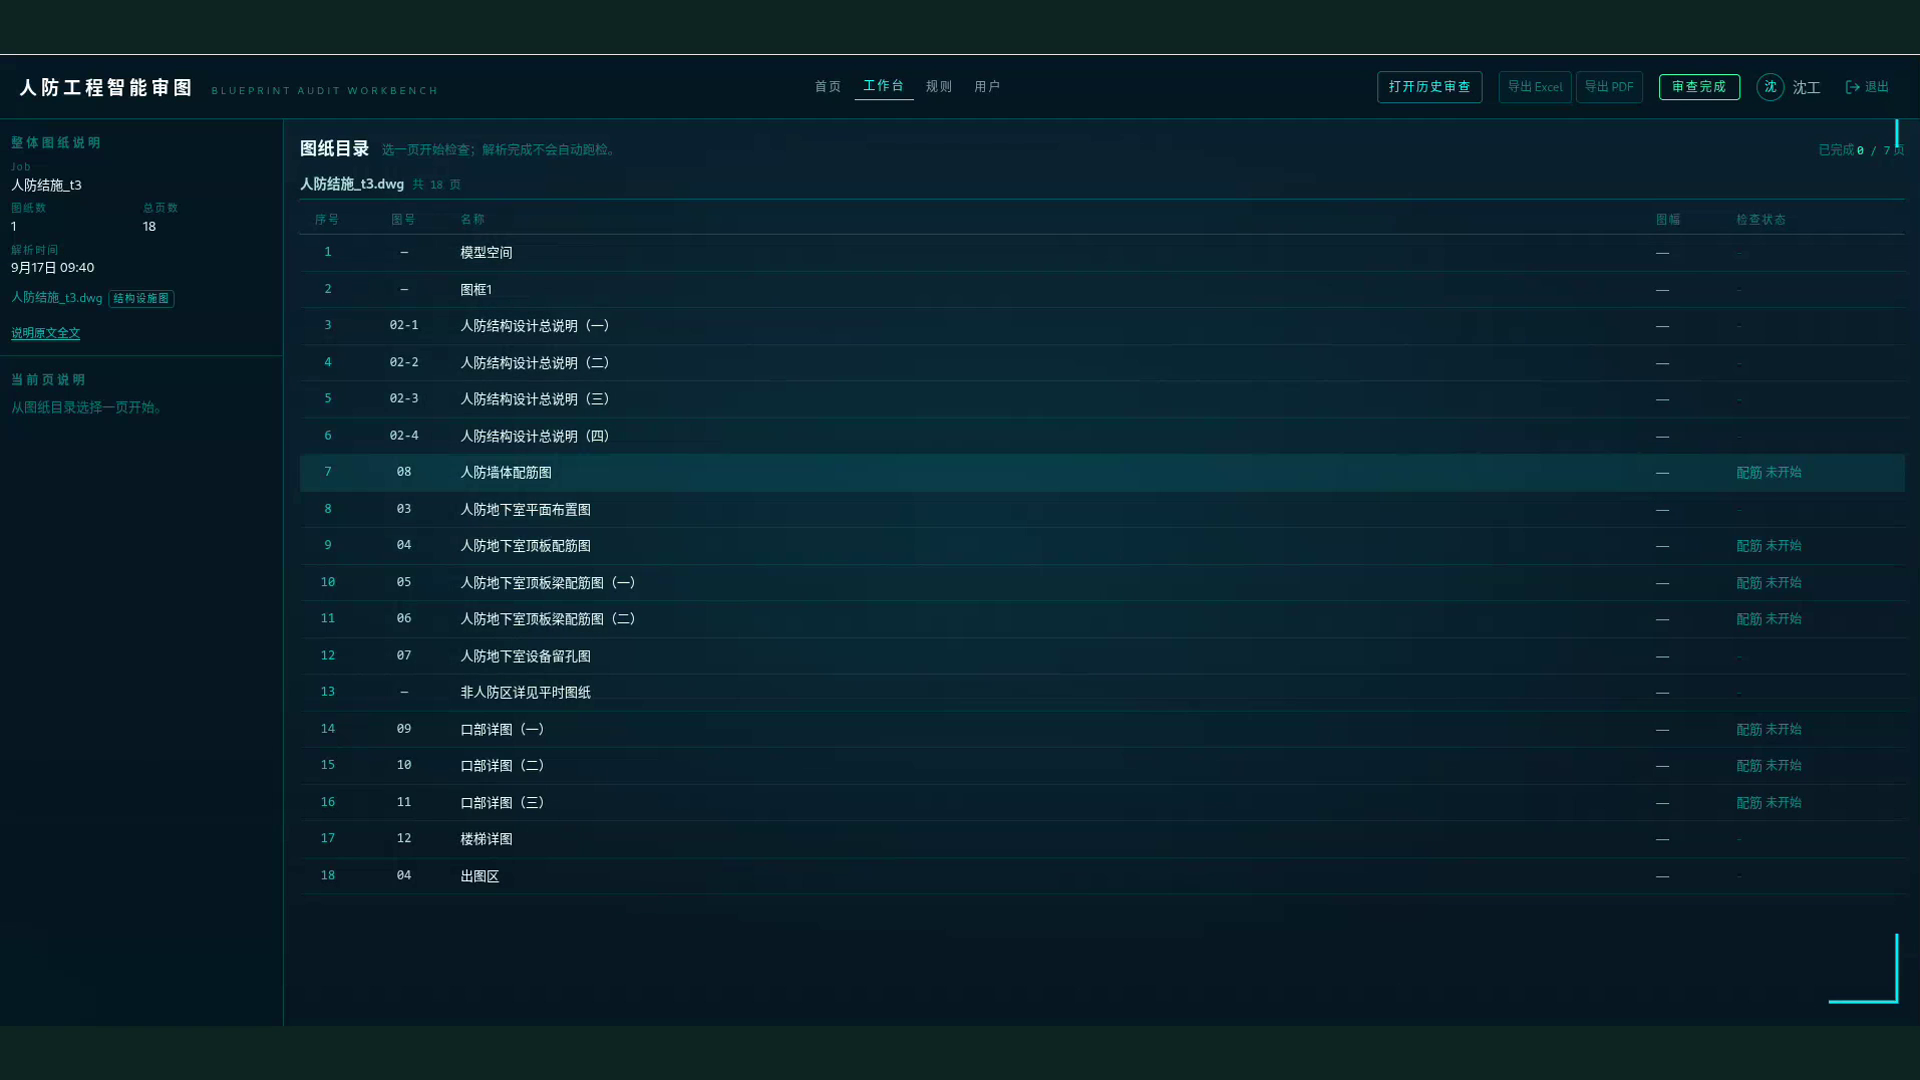 人防工程智能审图 BLUEPRINT AUDIT WORKBENCH 首页 工作台 规则 用户 打开历史审查 导出 Excel 导出 PDF 审查完成 沈 沈工 退出
整体图纸说明
Job
人防结施_t3
图纸数 总页数
1 18
解析时间
9月17日 09:40
人防结施_t3.dwg 结构设施图
说明原文全文
当前页说明
从图纸目录选择一页开始。
图纸目录 选一页开始检查；解析完成不会自动跑检。 已完成 0 / 7 页
人防结施_t3.dwg 共 18 页
序号 图号 名称 图幅 检查状态
1 — 模型空间 — -
2 — 图框1 — -
3 02-1 人防结构设计总说明（一） — -
4 02-2 人防结构设计总说明（二） — -
5 02-3 人防结构设计总说明（三） — -
6 02-4 人防结构设计总说明（四） — -
7 08 人防墙体配筋图 — 配筋 未开始
8 03 人防地下室平面布置图 — -
9 04 人防地下室顶板配筋图 — 配筋 未开始
10 05 人防地下室顶板梁配筋图（一） — 配筋 未开始
11 06 人防地下室顶板梁配筋图（二） — 配筋 未开始
12 07 人防地下室设备留孔图 — -
13 — 非人防区详见平时图纸 — -
14 09 口部详图（一） — 配筋 未开始
15 10 口部详图（二） — 配筋 未开始
16 11 口部详图（三） — 配筋 未开始
17 12 楼梯详图 — -
18 04 出图区 — -